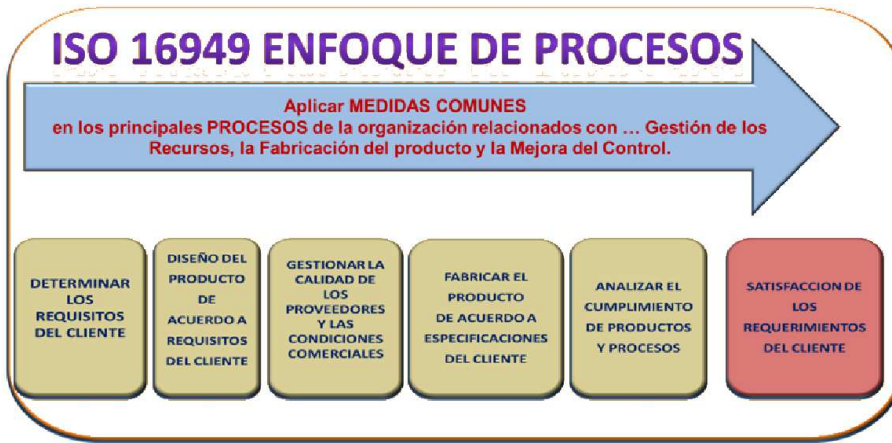 ISO 16949 ENFOQUE DE PROCESOS
Aplicar MEDIDAS COMUNES
en los principales PROCESOS de la organización relacionados con ... Gestión de los
Recursos, la Fabricación del producto y la Mejora del Control.
DETERMINAR
LOS
REQUISITOS
DEL CLIENTE
DISEÑO DEL
PRODUCTO
DE
ACUERDO A
REQUISITOS
DEL CLIENTE
GESTIONAR LA
CALIDAD DE
LOS
PROVEEDORES
Y LAS
CONDICIONES
COMERCIALES
FABRICAR EL
PRODUCTO
DE ACUERDO A
ESPECIFICACIONES
DEL CLIENTE
ANALIZAR EL
CUMPLIMIENTO
DE PRODUCTOS
Y PROCESOS
SATISFACCION DE
LOS
REQUERIMIENTOS
DEL CLIENTE